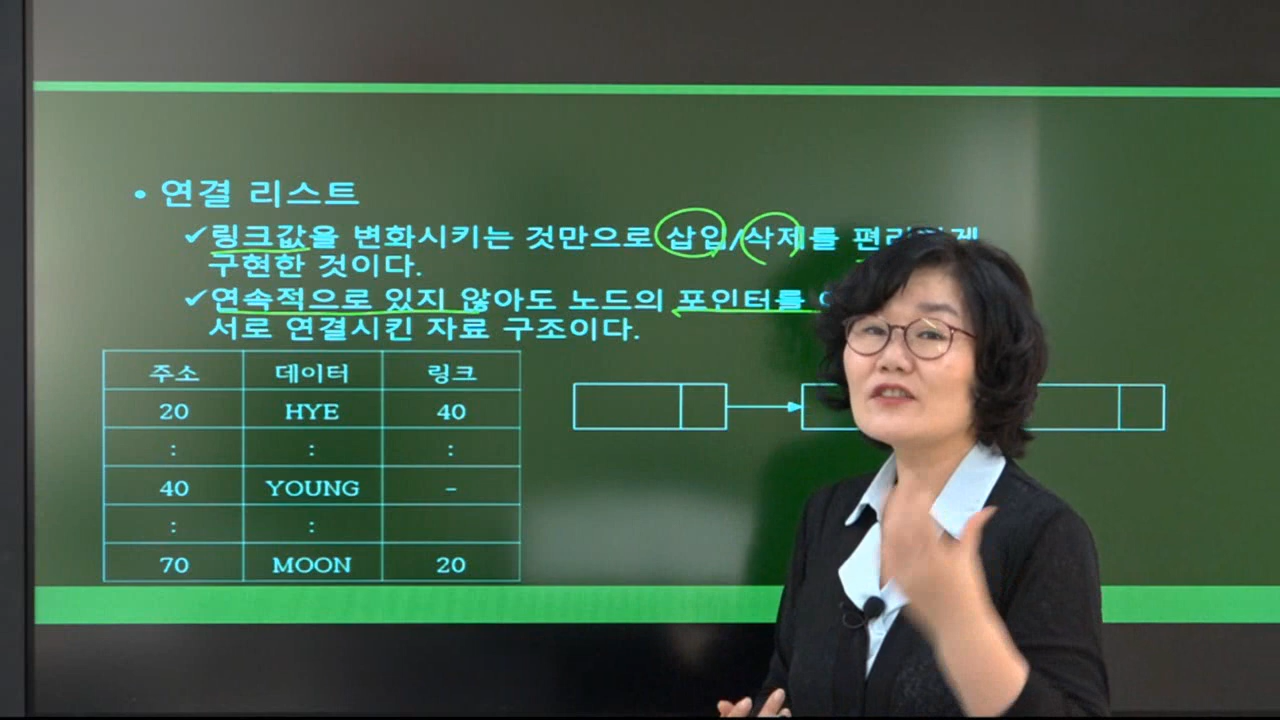 • 연결 리스트
✓링크값을 변화시키는 것만으로 삽입/삭제를 편리하게
구현한 것이다.
✓연속적으로 있지 않아도 노드의 포인터를
서로 연결시킨 자료 구조이다.
주소 데이터 링크
20 HYE 40
: : :
40 YOUNG -
: :
70 MOON 20